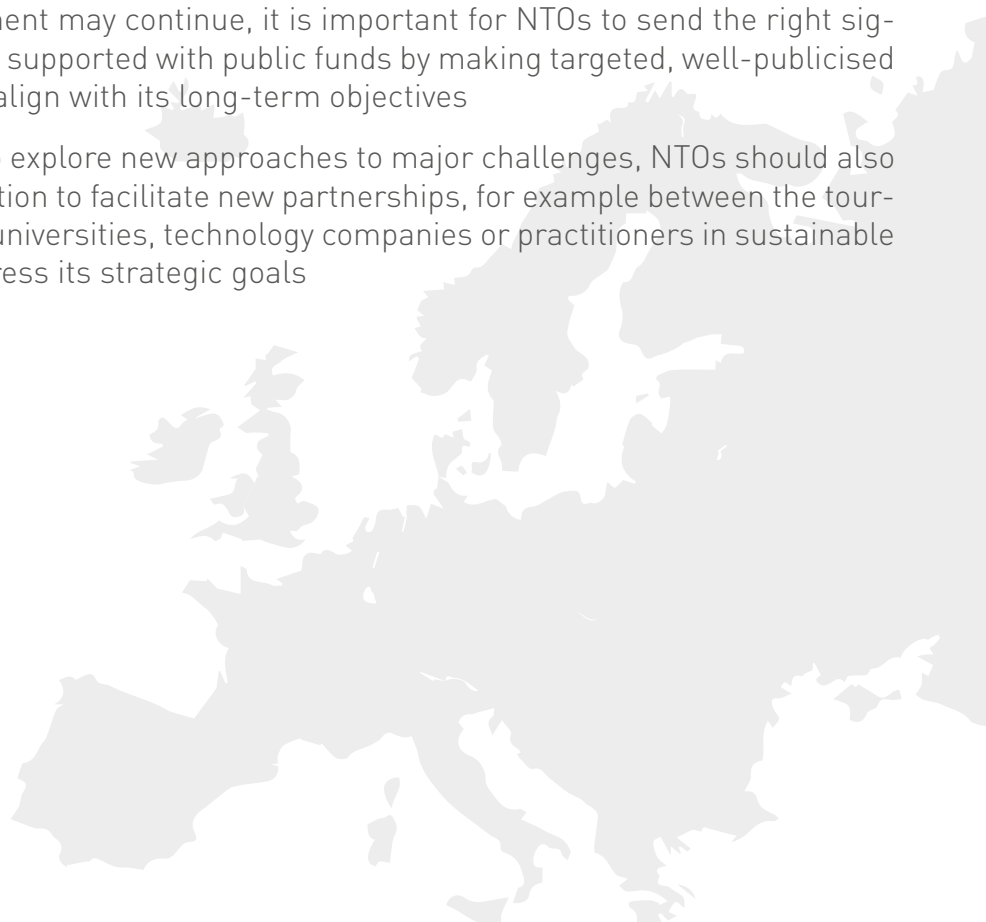 ent may continue, it is important for NTOs to send the right sig-
supported with public funds by making targeted, well-publicised
align with its long-term objectives
explore new approaches to major challenges, NTOs should also
tion to facilitate new partnerships, for example between the tour-
universities, technology companies or practitioners in sustainable
ress its strategic goals